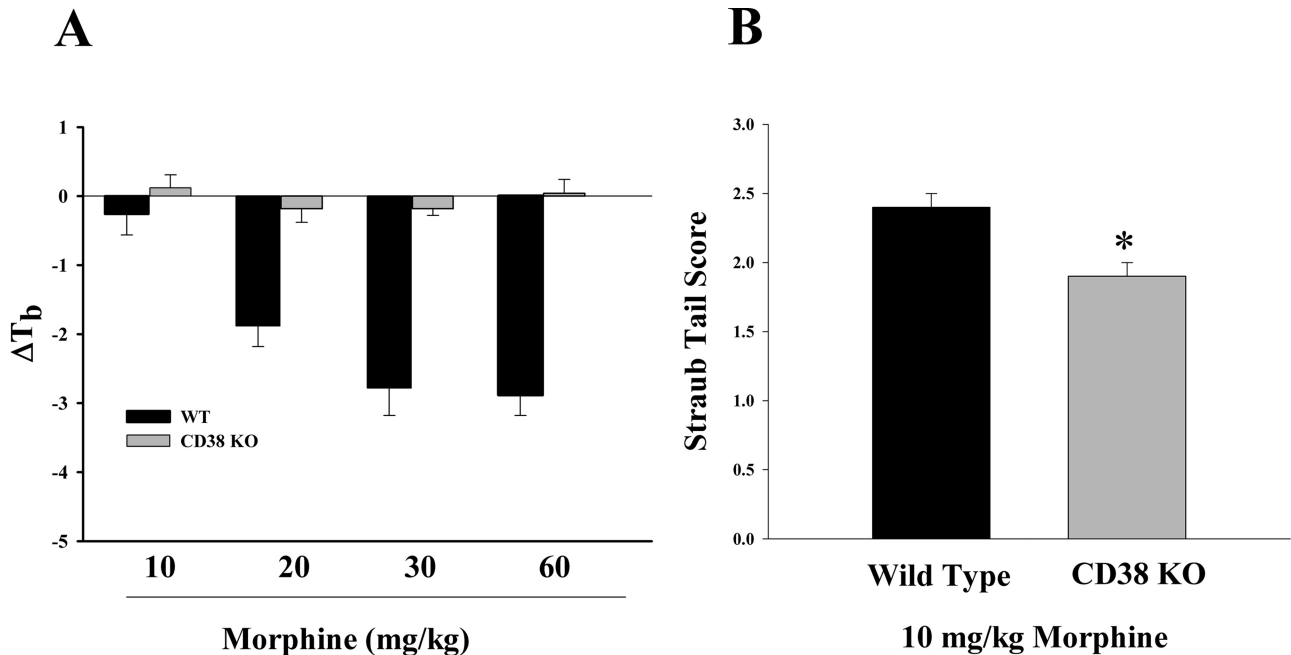 A
1
0
-1
-2
-3
-4
-5
ΔTb
WT
CD38 KO
10 20 30 60
Morphine (mg/kg)
B
3.0
2.5
2.0
1.5
1.0
0.5
0.0
Straub Tail Score
*
Wild Type CD38 KO
10 mg/kg Morphine